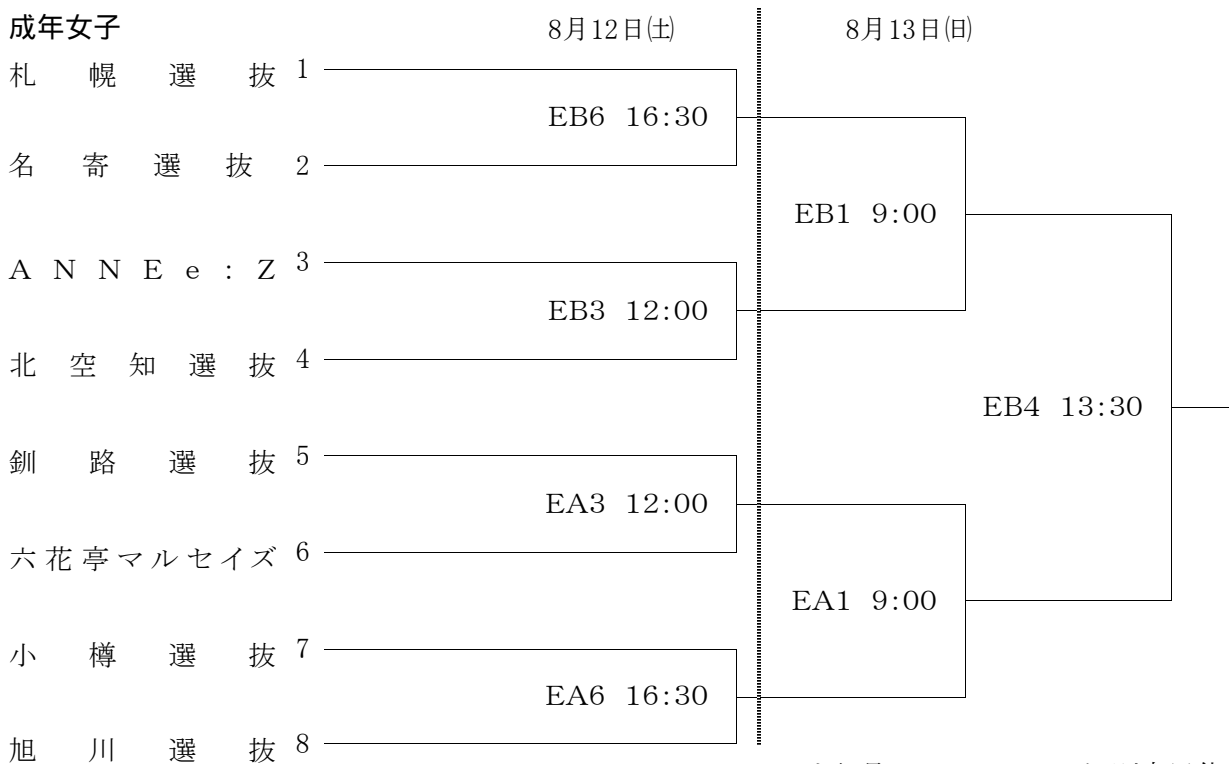 成年女子 8月12日㈯ 8月13日㈰
札幌選抜 1
EB6 16:30
名寄選抜 2
EB1 9:00
ANNEe:Z 3
EB3 12:00
北空知選抜 4
EB4 13:30
釧路選抜 5
EA3 12:00
六花亭マルセイズ 6
EA1 9:00
小樽選抜 7
EA6 16:30
旭川選抜 8